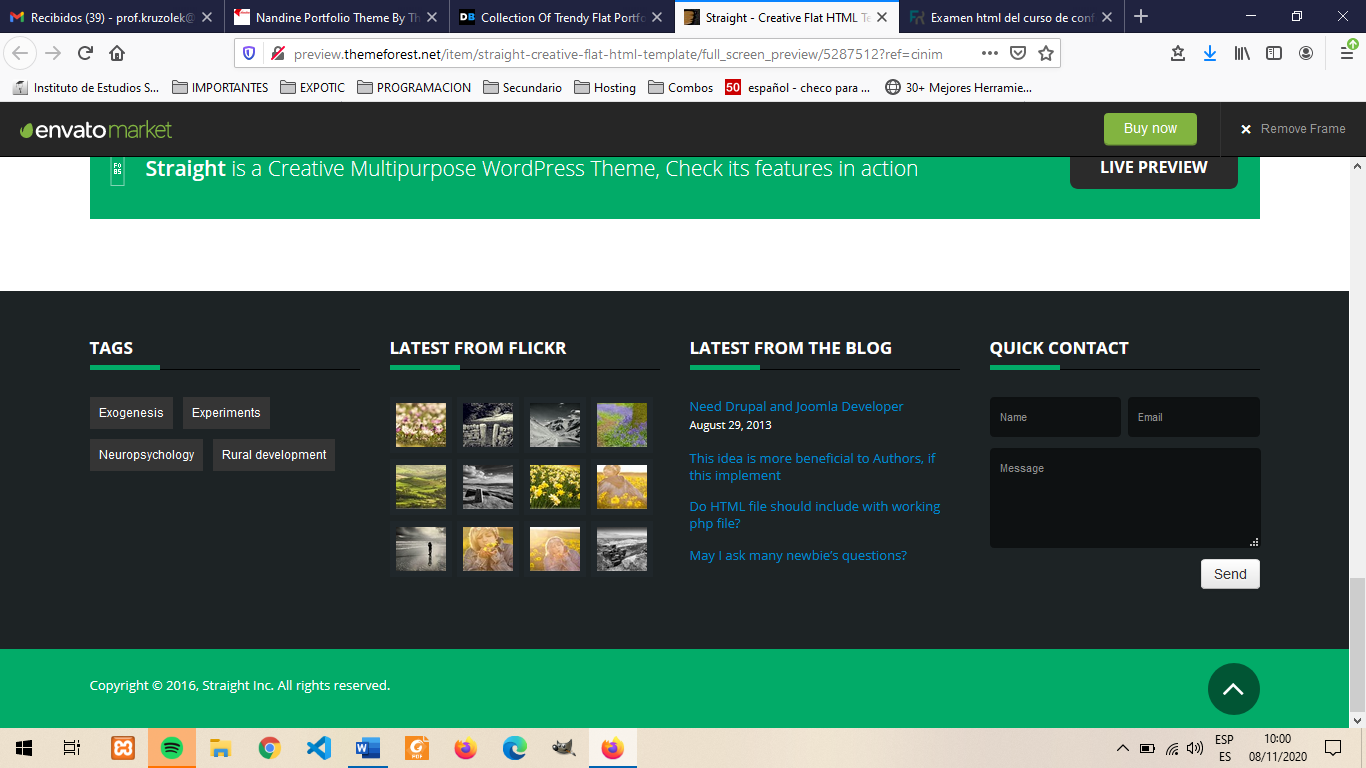 Recibidos (39) - prof.kruzolek@
Nandine Portfolio Theme By Th
Collection Of Trendy Flat Portfo
Straight - Creative Flat HTML Te
Examen html del curso de conf
preview.themeforest.net/item/straight-creative-flat-html-template/full_screen_preview/5287512?ref=cinim
Instituto de Estudios S...
IMPORTANTES
EXPOTIC
PROGRAMACION
Secundario
Hosting
Combos
50
español - checo para ...
30+ Mejores Herramie...
envatomarket
Buy now
Remove Frame
Straight is a Creative Multipurpose WordPress Theme, Check its features in action
LIVE PREVIEW
TAGS
Exogenesis
Experiments
Neuropsychology
Rural development
LATEST FROM FLICKR
LATEST FROM THE BLOG
Need Drupal and Joomla Developer
August 29, 2013
This idea is more beneficial to Authors, if
this implement
Do HTML file should include with working
php file?
May I ask many newbie's questions?
QUICK CONTACT
Name
Email
Message
Send
Copyright © 2016, Straight Inc. All rights reserved.
ESP
ES
10:00
08/11/2020